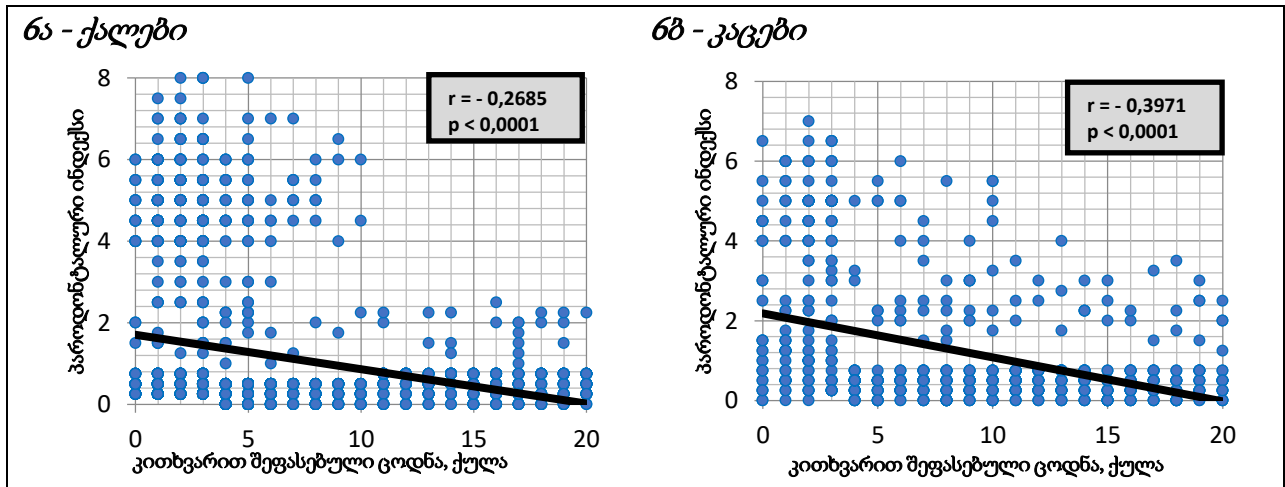 6ა - ქალები
8
6
4
2
0
პაროდონტალური ინდექსი
r = - 0,2685
p < 0,0001
0 5 10 15 20
კითხვარით შეფასებული ცოდნა, ქულა
6ბ - კაცები
8
6
4
2
0
პაროდონტალური ინდექსი
r = - 0,3971
p < 0,0001
0 5 10 15 20
კითხვარით შეფასებული ცოდნა, ქულა